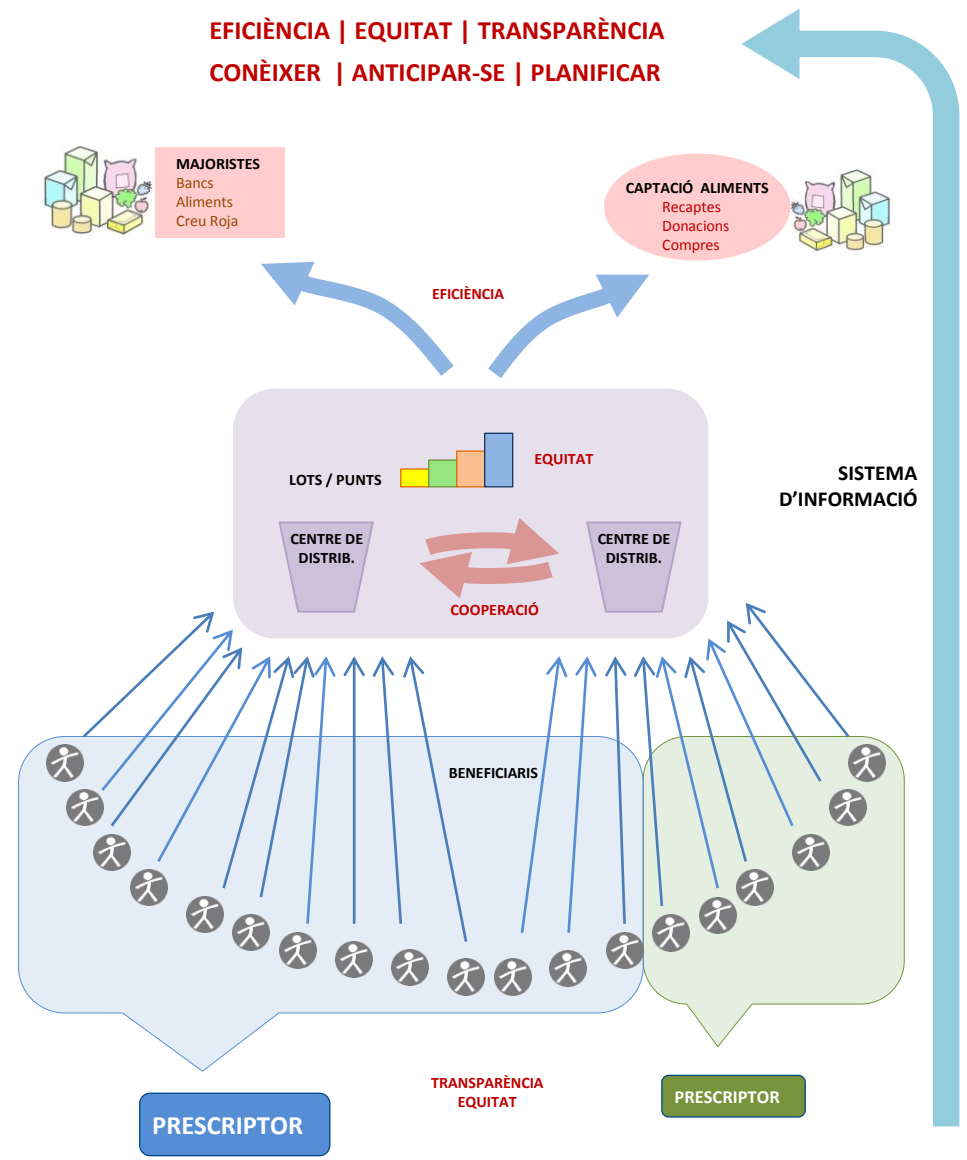 EFICIÈNCIA | EQUITAT | TRANSPARÈNCIA
CONÈIXER | ANTICIPAR-SE | PLANIFICAR
MAJORISTES
Bancs
Aliments
Creu Roja
CAPTACIÓ ALIMENTS
Recaptes
Donacions
Compres
EFICIÈNCIA
EQUITAT
LOTS / PUNTS
SISTEMA
D'INFORMACIÓ
CENTRE DE
DISTRIB.
CENTRE DE
DISTRIB.
COOPERACIÓ
BENEFICIARIS
TRANSPARÈNCIA
EQUITAT
PRESCRIPTOR
PRESCRIPTOR